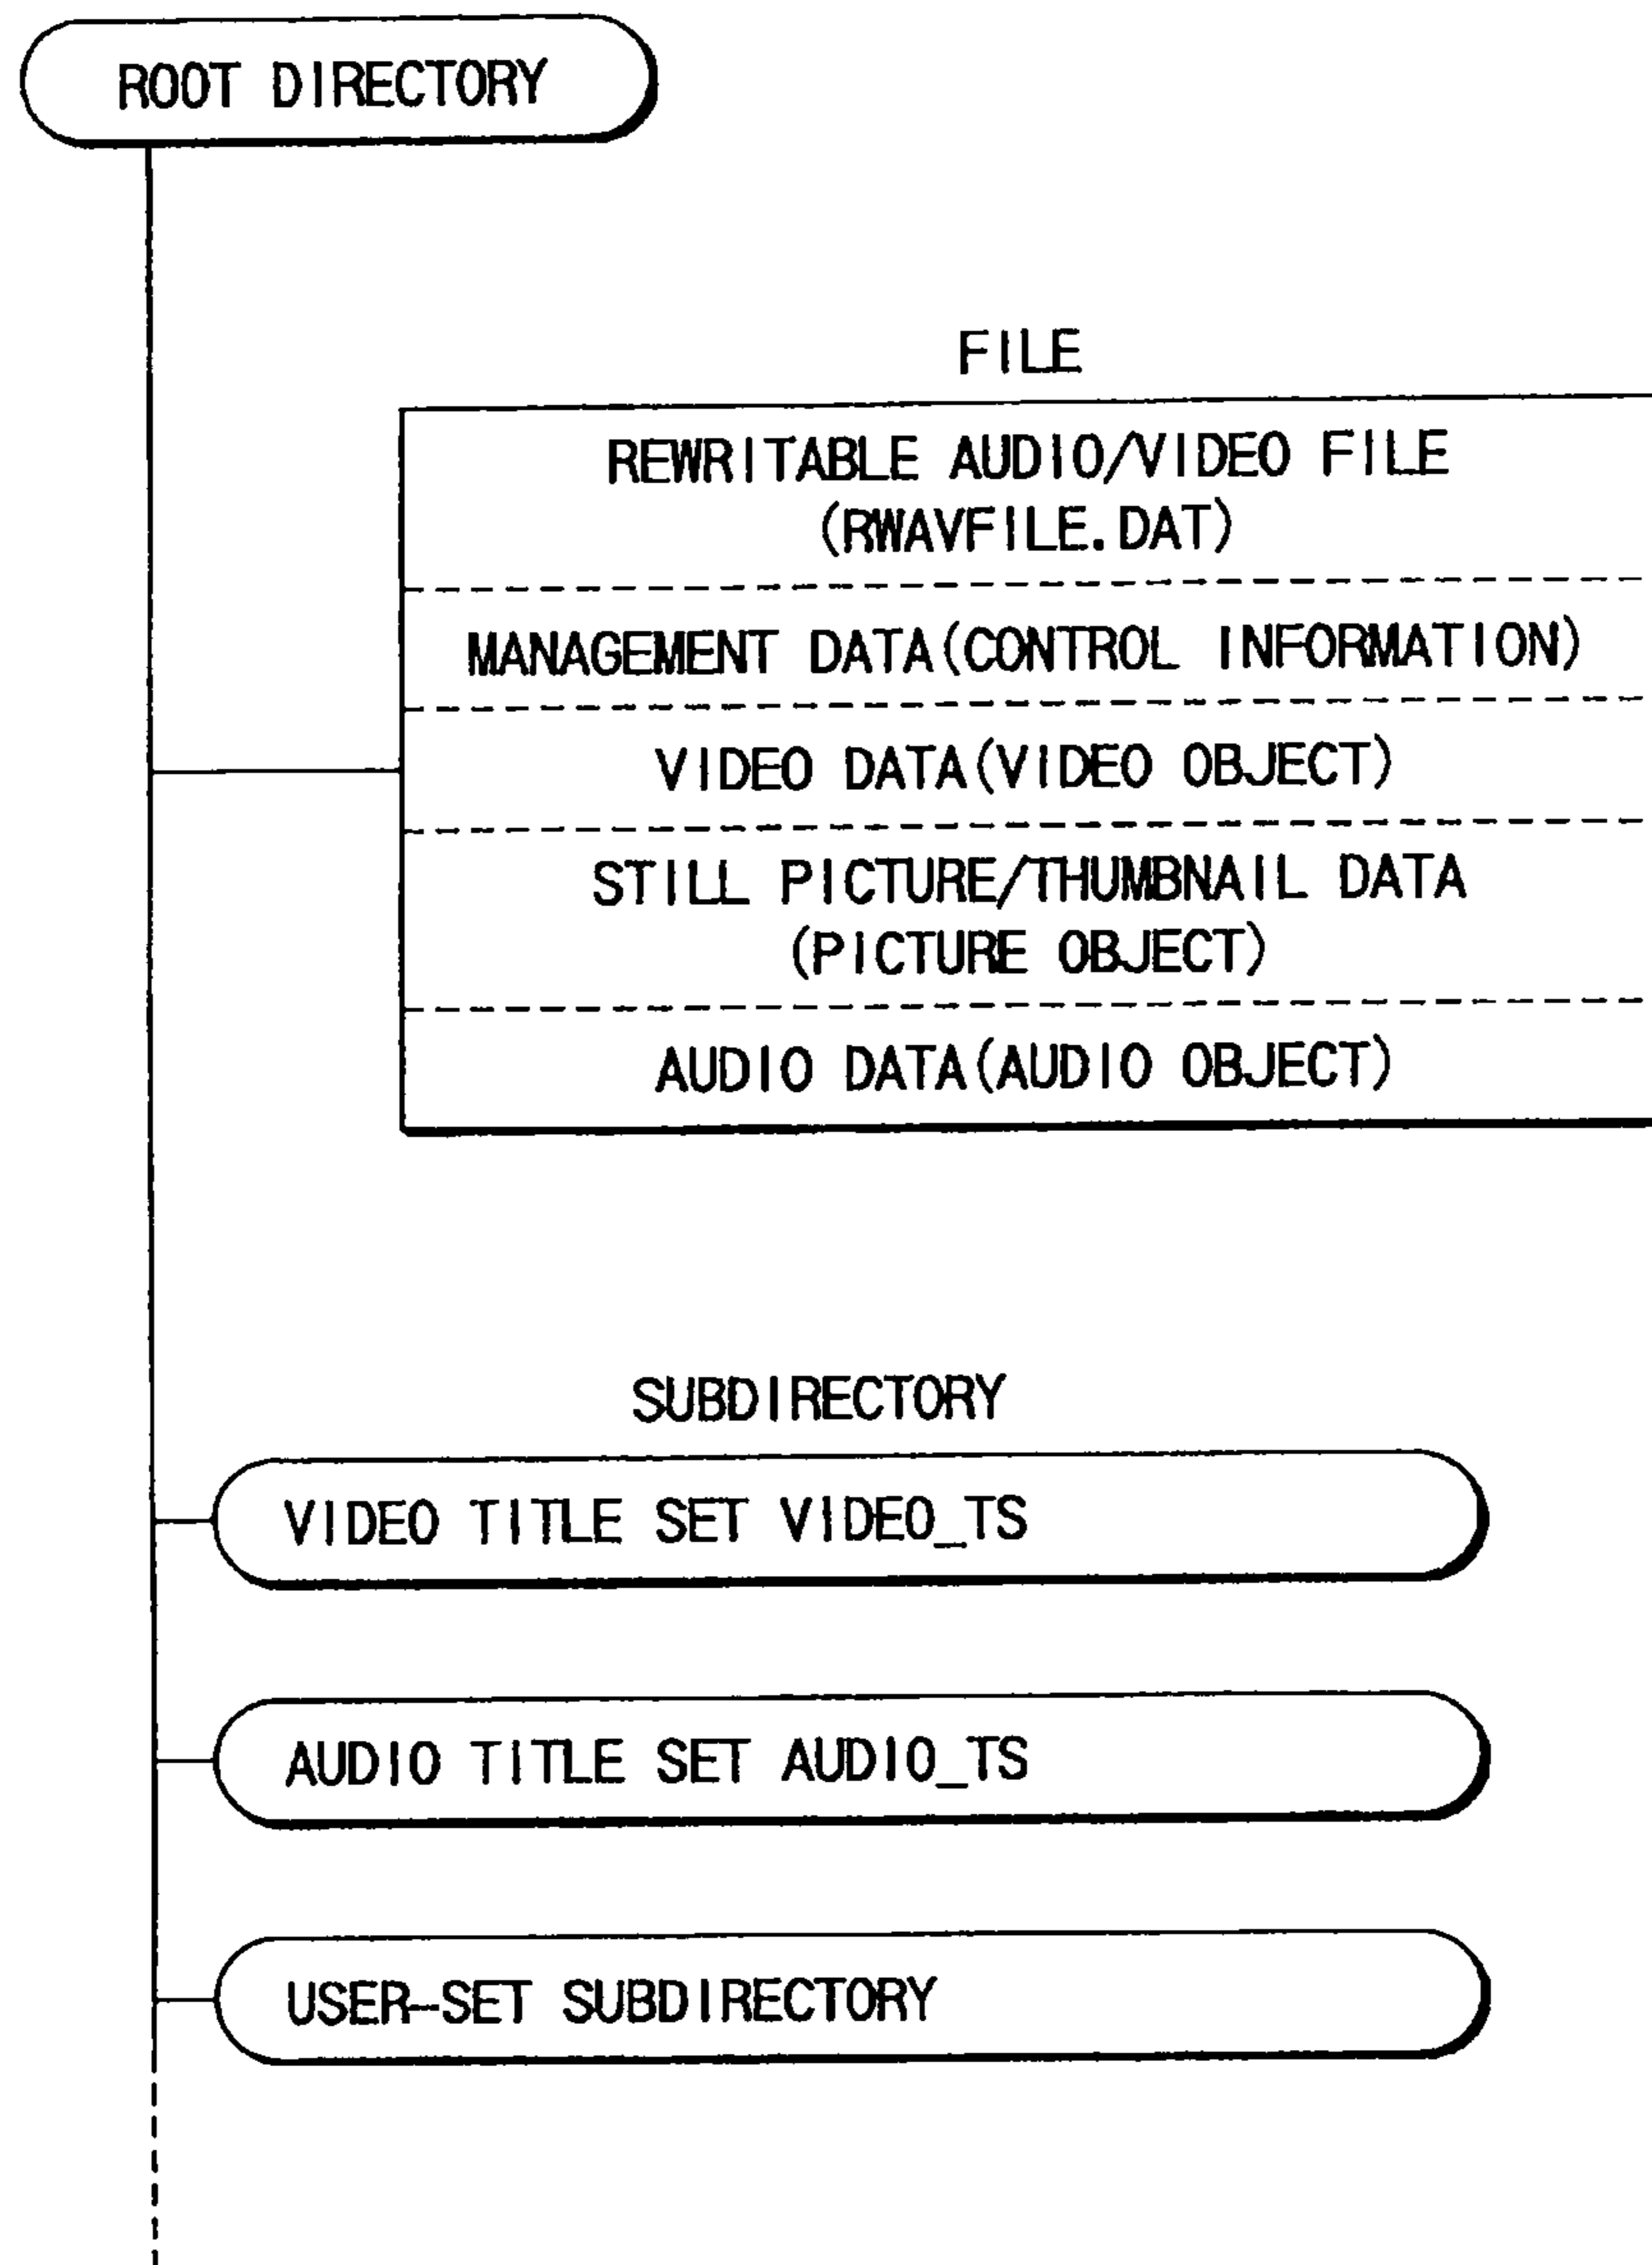 ROOT DIRECTORY
FILE
REWRITABLE AUDIO/VIDEO FILE
(RWAVFILE.DAT)
MANAGEMENT DATA(CONTROL INFORMATION)
VIDEO DATA(VIDEO OBJECT)
STILL PICTURE/THUMBNAIL DATA
(PICTURE OBJECT)
AUDIO DATA(AUDIO OBJECT)
SUBDIRECTORY
VIDEO TITLE SET VIDEO_TS
AUDIO TITLE SET AUDIO_TS
USER-SET SUBDIRECTORY